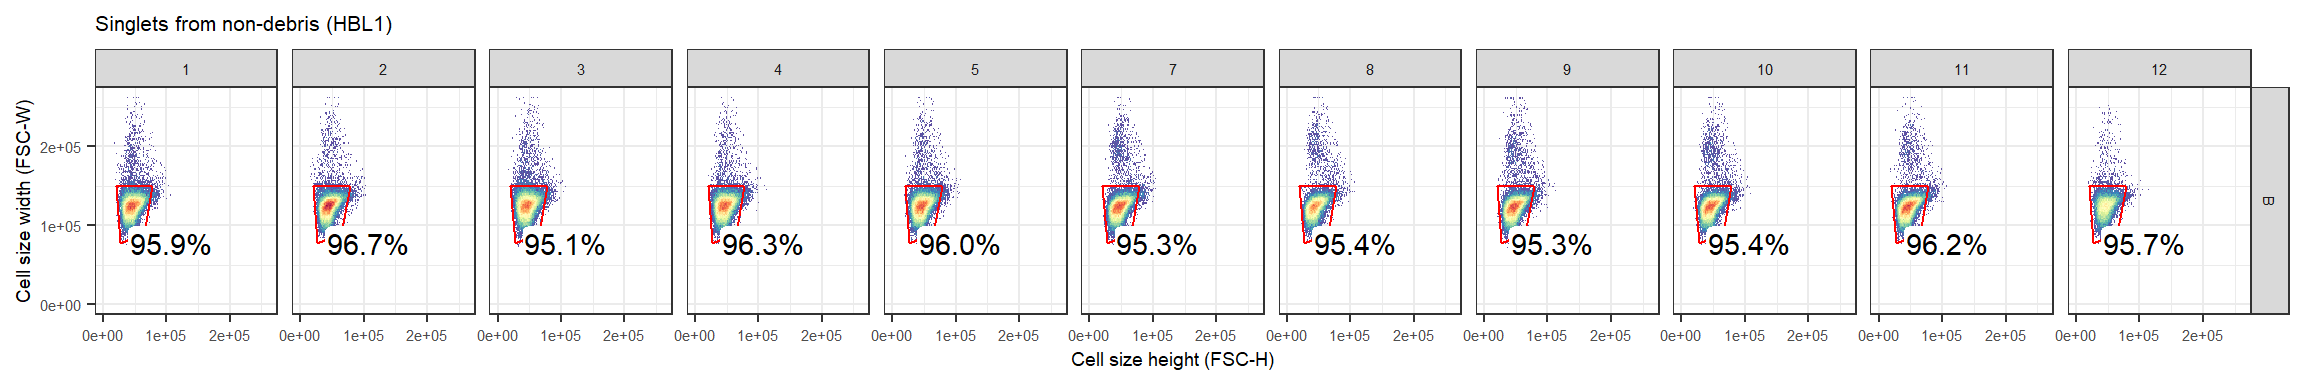 Singlets from non-debris (HBL1)
1 2 3 4 5 7 8 9 10 11 12
Cell size width (FSC-W)
2e+05
1e+05
0e+00
95.9% 96.7% 95.1% 96.3% 96.0% 95.3% 95.4% 95.3% 95.4% 96.2% 95.7%
B
0e+00 1e+05 2e+05 0e+00 1e+05 2e+05 0e+00 1e+05 2e+05 0e+00 1e+05 2e+05 0e+00 1e+05 2e+05 0e+00 1e+05 2e+05 0e+00 1e+05 2e+05 0e+00 1e+05 2e+05 0e+00 1e+05 2e+05 0e+00 1e+05 2e+05 0e+00 1e+05 2e+05
Cell size height (FSC-H)